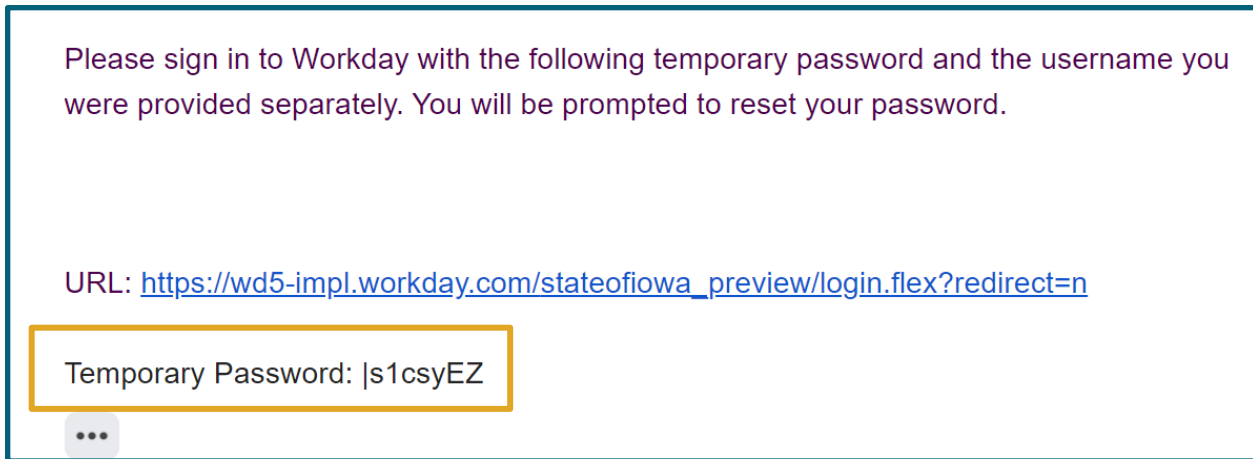 Please sign in to Workday with the following temporary password and the username you
were provided separately. You will be prompted to reset your password.
URL: https://wd5-impl.workday.com/stateofiowa_preview/login.flex?redirect=n
Temporary Password: |s1csyEZ